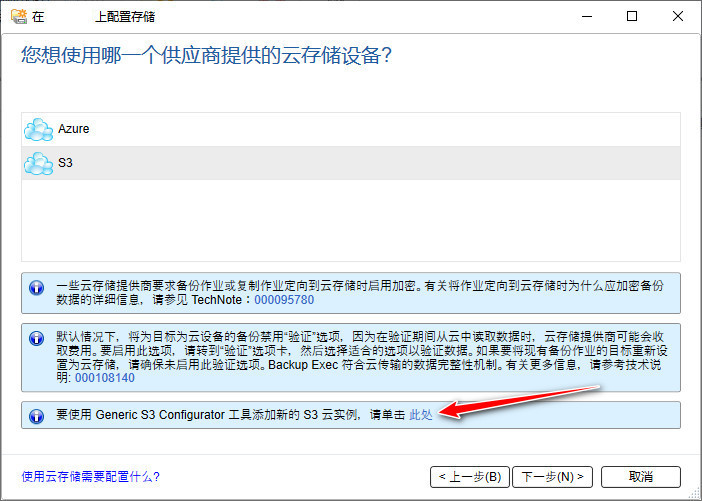 在 上配置存储
您想使用哪一个供应商提供的云存储设备?
Azure
S3
一些云存储提供商要求备份作业或复制作业定向到云存储时启用加密。有关将作业定向到云存储时为什么应加密备份
数据的详细信息，请参见 TechNote：000095780
默认情况下，将为目标为云设备的备份禁用“验证”选项，因为在验证期间从云中读取数据时，云存储提供商可能会收
取费用。要启用此选项，请转到“验证”选项卡，然后选择适合的选项以验证数据。如果要将现有备份作业的目标重新设
置为云存储，请确保未启用此验证选项。Backup Exec 符合云传输的数据完整性机制。有关更多信息，请参考技术说
明: 000108140
要使用 Generic S3 Configurator 工具添加新的 S3 云实例，请单击 此处
使用云存储需要配置什么?
< 上一步(B)
下一步(N) >
取消